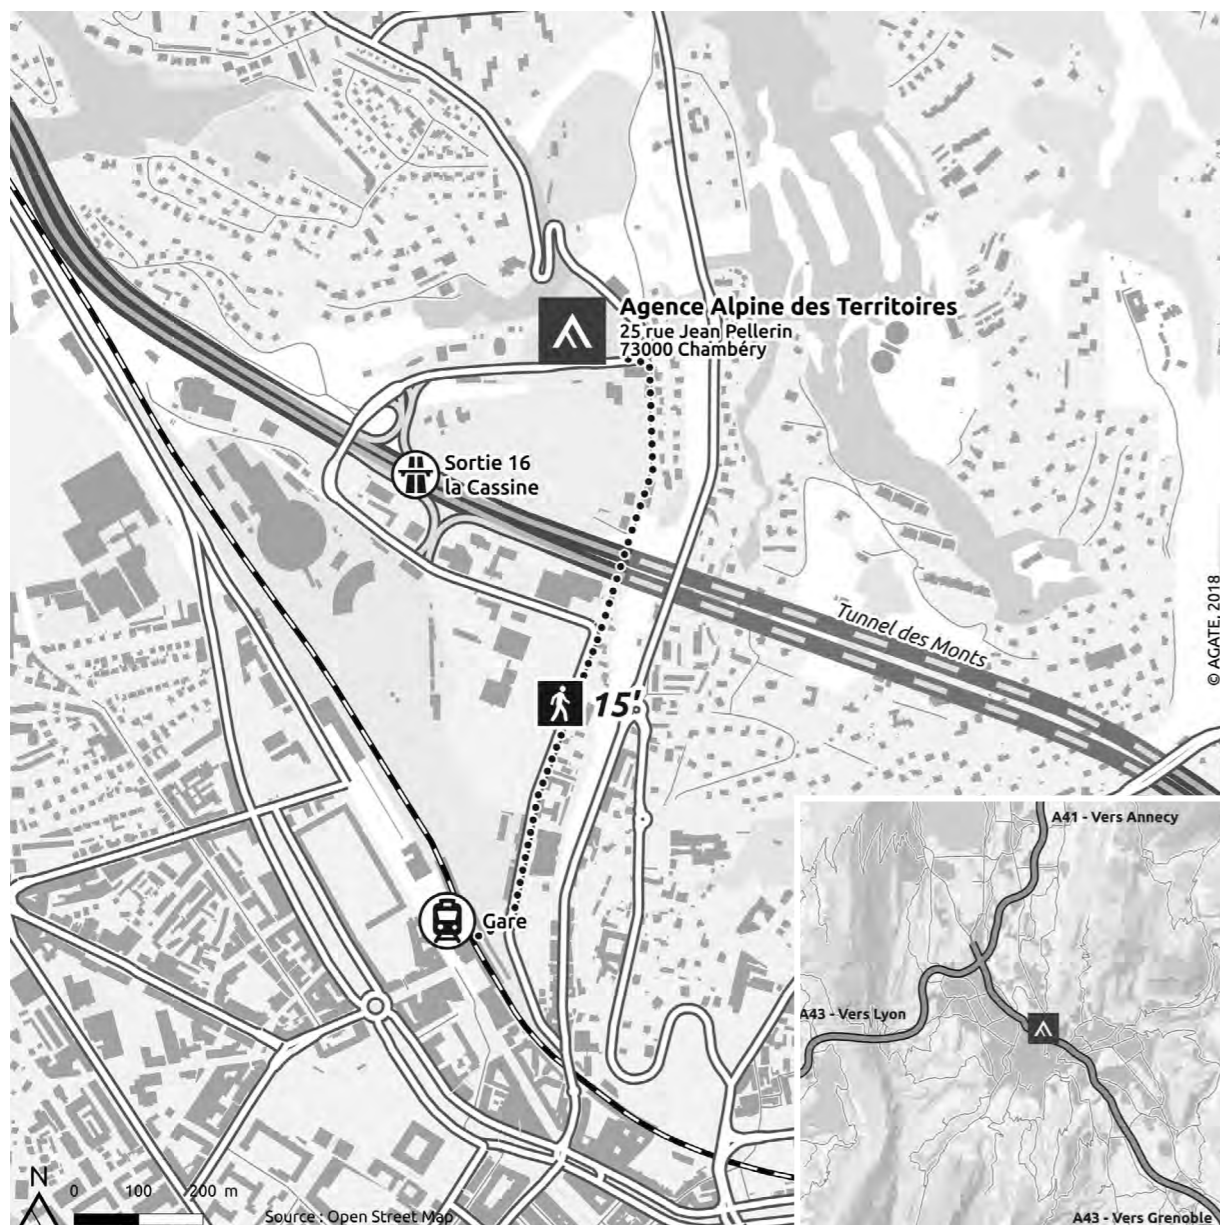 Agence Alpine des Territoires
25 rue Jean Pellerin
73000 Chambéry
Sortie 16
la Cassine
Tunnel des Monts
© AGATE, 2018
15'
Gare
A41 - Vers Annecy
A43 - Vers Lyon
A43 - Vers Grenoble
N
0 100 200 m
Source : Open Street Map